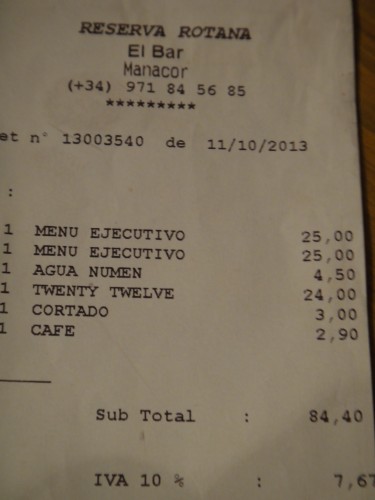 RESERVA ROTANA
El Bar
Manacor
(+34) 971 84 56 85
*********
et n° 13003540 de 11/10/2013
:
1 MENU EJECUTIVO 25,00
1 MENU EJECUTIVO 25,00
1 AGUA NUMEN 4,50
1 TWENTY TWELVE 24,00
1 CORTADO 3,00
1 CAFE 2,90
Sub Total : 84,40
IVA 10 % : 7,67